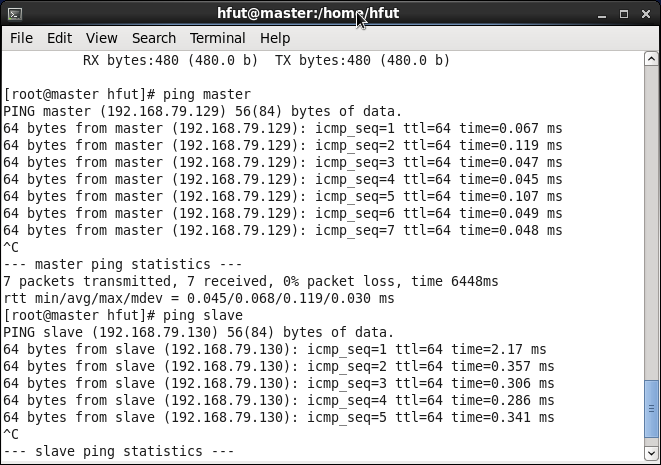 hfut@master:/home/hfut
File Edit View Search Terminal Help
RX bytes:480 (480.0 b)  TX bytes:480 (480.0 b)
[root@master hfut]# ping master
PING master (192.168.79.129) 56(84) bytes of data.
64 bytes from master (192.168.79.129): icmp_seq=1 ttl=64 time=0.067 ms
64 bytes from master (192.168.79.129): icmp_seq=2 ttl=64 time=0.119 ms
64 bytes from master (192.168.79.129): icmp_seq=3 ttl=64 time=0.047 ms
64 bytes from master (192.168.79.129): icmp_seq=4 ttl=64 time=0.045 ms
64 bytes from master (192.168.79.129): icmp_seq=5 ttl=64 time=0.107 ms
64 bytes from master (192.168.79.129): icmp_seq=6 ttl=64 time=0.049 ms
64 bytes from master (192.168.79.129): icmp_seq=7 ttl=64 time=0.048 ms
^C
--- master ping statistics ---
7 packets transmitted, 7 received, 0% packet loss, time 6448ms
rtt min/avg/max/mdev = 0.045/0.068/0.119/0.030 ms
[root@master hfut]# ping slave
PING slave (192.168.79.130) 56(84) bytes of data.
64 bytes from slave (192.168.79.130): icmp_seq=1 ttl=64 time=2.17 ms
64 bytes from slave (192.168.79.130): icmp_seq=2 ttl=64 time=0.357 ms
64 bytes from slave (192.168.79.130): icmp_seq=3 ttl=64 time=0.306 ms
64 bytes from slave (192.168.79.130): icmp_seq=4 ttl=64 time=0.286 ms
64 bytes from slave (192.168.79.130): icmp_seq=5 ttl=64 time=0.341 ms
^C
--- slave ping statistics ---